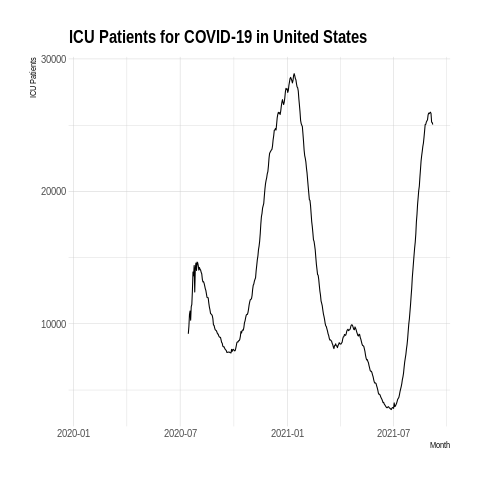 ICU Patients for COVID-19 in United States
ICU Patients
30000
20000
10000
2020-01 2020-07 2021-01 2021-07
Month